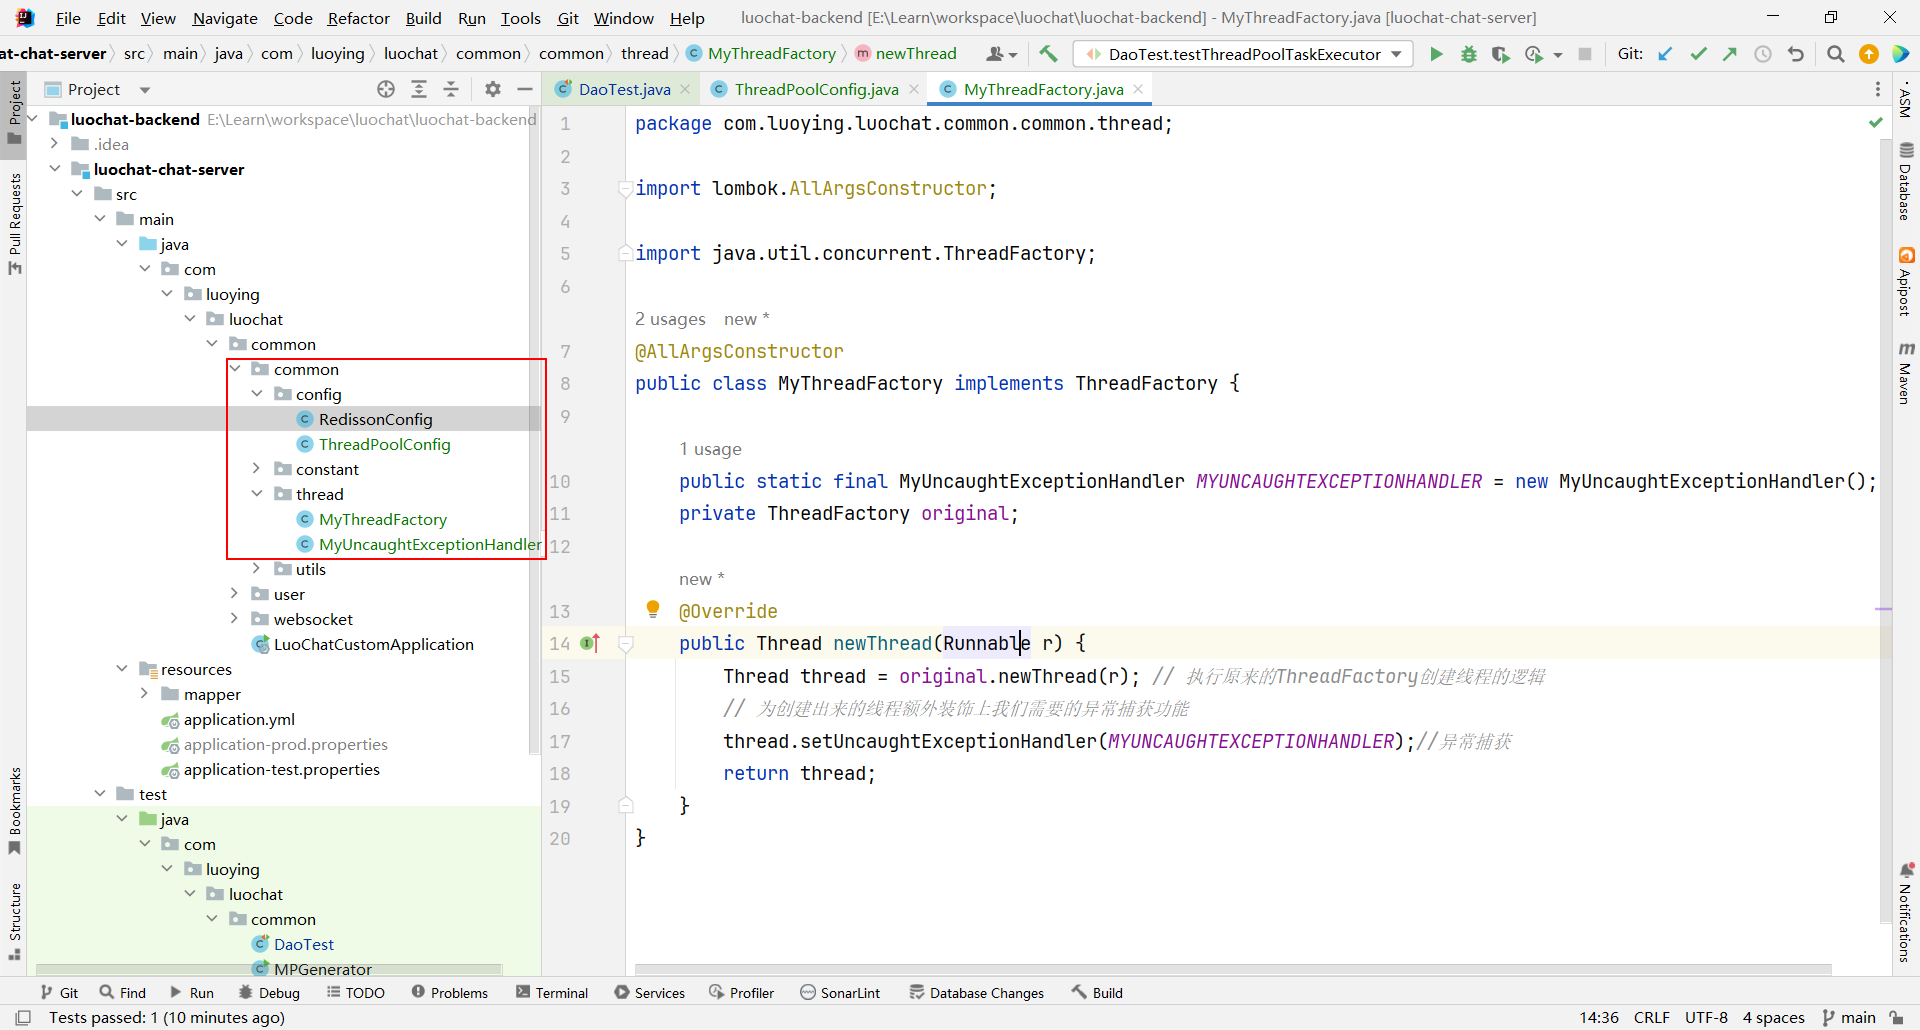 File Edit View Navigate Code Refactor Build Run Tools Git Window Help luochat-backend [E:\Learn\workspace\luochat\luochat-backend] - MyThreadFactory.java [luochat-chat-server]
at-chat-server src main java com luoying luochat common common thread MyThreadFactory newThread DaoTest.testThreadPoolTaskExecutor Git:
Project
DaoTest.java ThreadPoolConfig.java MyThreadFactory.java
Project
Pull Requests
Bookmarks
Structure
luochat-backend E:\Learn\workspace\luochat\luochat-backend
.idea
luochat-chat-server
src
main
java
com
luoying
luochat
common
common
config
RedissonConfig
ThreadPoolConfig
constant
thread
MyThreadFactory
MyUncaughtExceptionHandler
utils
user
websocket
LuoChatCustomApplication
resources
mapper
application.yml
application-prod.properties
application-test.properties
test
java
com
luoying
luochat
common
DaoTest
MPGenerator
1 package com.luoying.luochat.common.common.thread;
2
3 import lombok.AllArgsConstructor;
4
5 import java.util.concurrent.ThreadFactory;
6
2 usages new *
7 @AllArgsConstructor
8 public class MyThreadFactory implements ThreadFactory {
9
1 usage
10 public static final MyUncaughtExceptionHandler MYUNCAUGHTEXCEPTIONHANDLER = new MyUncaughtExceptionHandler();
11 private ThreadFactory original;
12
new *
13 @Override
14 public Thread newThread(Runnable r) {
15 Thread thread = original.newThread(r); // 执行原来的ThreadFactory创建线程的逻辑
16 // 为创建出来的线程额外装饰上我们需要的异常捕获功能
17 thread.setUncaughtExceptionHandler(MYUNCAUGHTEXCEPTIONHANDLER);//异常捕获
18 return thread;
19 }
20 }
ASM
Database
Apipost
Maven
Notifications
Git Find Run Debug TODO Problems Terminal Services Profiler SonarLint Database Changes Build
Tests passed: 1 (10 minutes ago) 14:36 CRLF UTF-8 4 spaces main